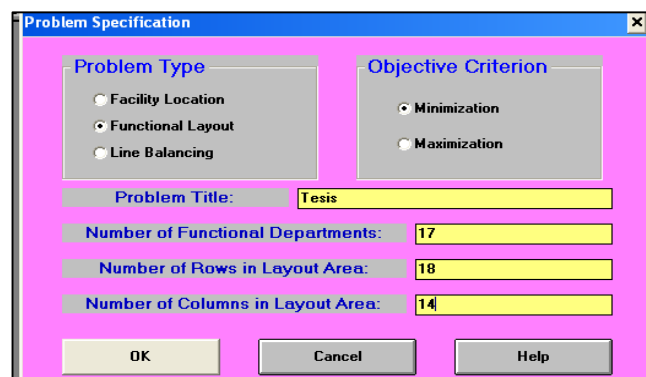 Problem Specification
Problem Type
Facility Location
Functional Layout
Line Balancing
Objective Criterion
Minimization
Maximization
Problem Title: Tesis
Number of Functional Departments: 17
Number of Rows in Layout Area: 18
Number of Columns in Layout Area: 14
OK Cancel Help